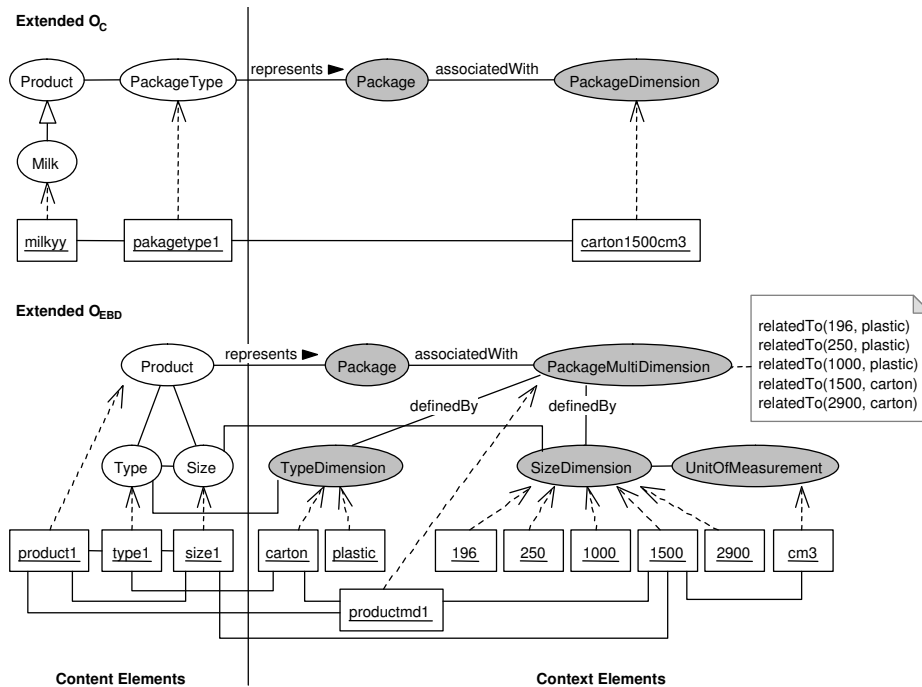 Extended OC
represents
associatedWith
Product
PackageType
Package
PackageDimension
Milk
milkyy
pakagetype1
carton1500cm3
Extended OEBD
relatedTo(196, plastic)
relatedTo(250, plastic)
relatedTo(1000, plastic)
relatedTo(1500, carton)
relatedTo(2900, carton)
represents
associatedWith
Product
Package
PackageMultiDimension
definedBy
definedBy
Type
Size
TypeDimension
SizeDimension
UnitOfMeasurement
product1
type1
size1
carton
plastic
196
250
1000
1500
2900
cm3
productmd1
Content Elements
Context Elements